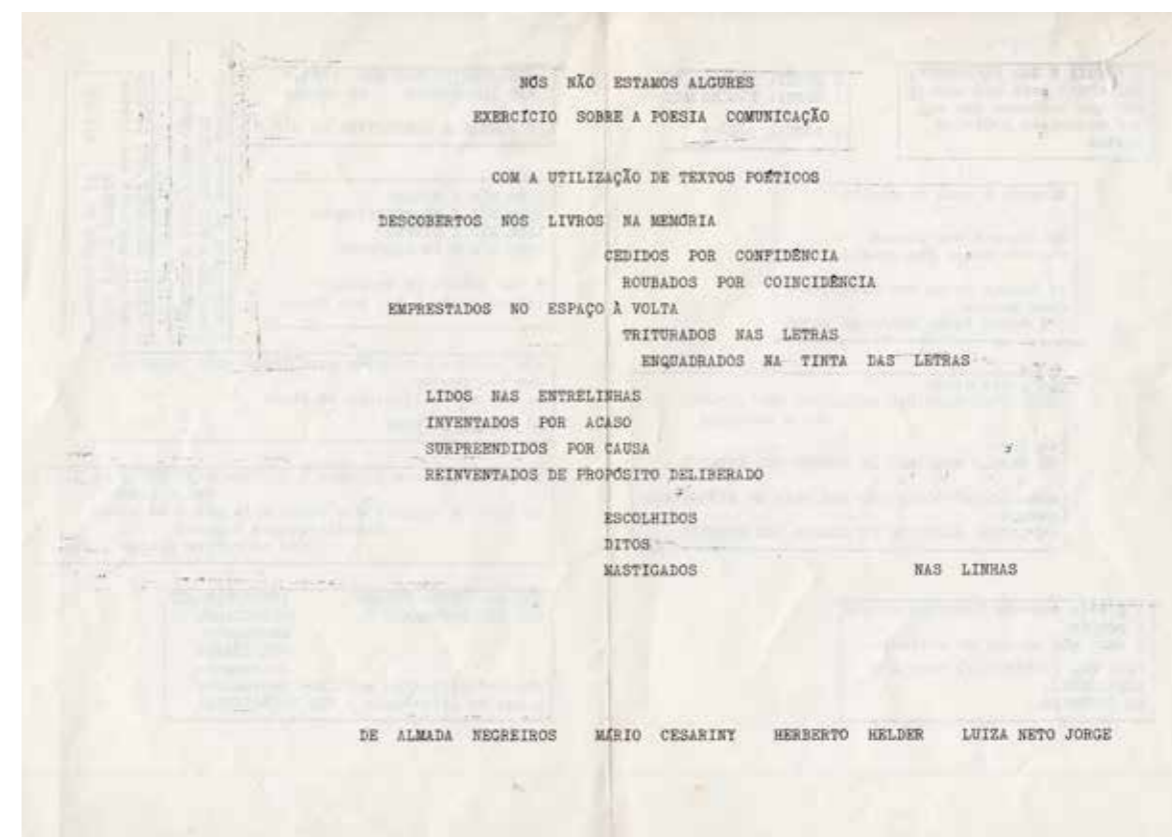 NÓS NÃO ESTAMOS ALGURES
EXERCÍCIO SOBRE A POESIA COMUNICAÇÃO
COM A UTILIZAÇÃO DE TEXTOS POÉTICOS
DESCOBERTOS NOS LIVROS NA MEMÓRIA
CEDIDOS POR CONFIDÊNCIA
ROUBADOS POR COINCIDÊNCIA
EMPRESTADOS NO ESPAÇO À VOLTA
TRITURADOS NAS LETRAS
ENQUADRADOS NA TINTA DAS LETRAS
LIDOS NAS ENTRELINHAS
INVENTADOS POR ACASO
SURPREENDIDOS POR CAUSA
REINVENTADOS DE PROPÓSITO DELIBERADO
ESCOLHIDOS
DITOS
MASTIGADOS NAS LINHAS
DE ALMADA NEGREIROS MÁRIO CESARINY HERBERTO HELDER LUIZA NETO JORGE